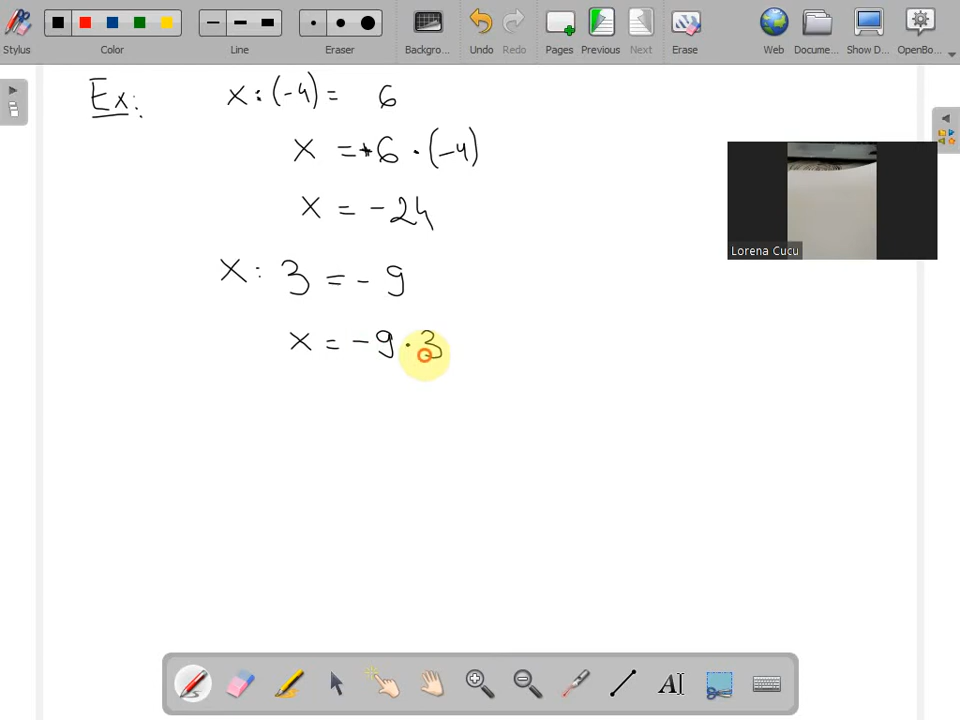 Stylus
Color
Line
Eraser
Backgro...
Undo
Redo
Pages
Previous
Next
Erase
Web
Docume...
Show D...
OpenBo...
Ex: x : (-4) = 6
x = +6 · (-4)
x = -24
x : 3 = -9
x = -9 · 3
Lorena Cucu
AI